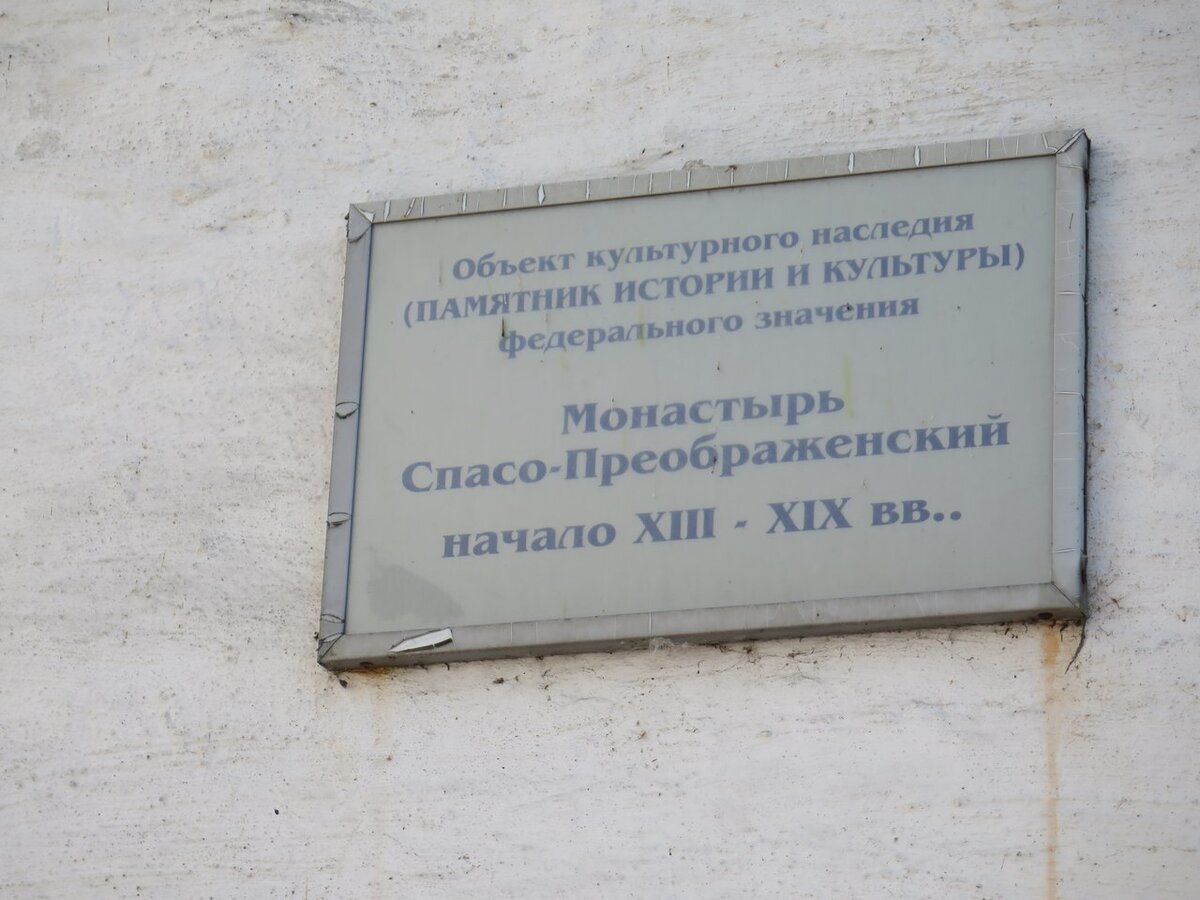 Объект культурного наследия
(ПАМЯТНИК ИСТОРИИ И КУЛЬТУРЫ)
федерального значения
Монастырь
Спасо-Преображенский
начало XIII - XIX вв..